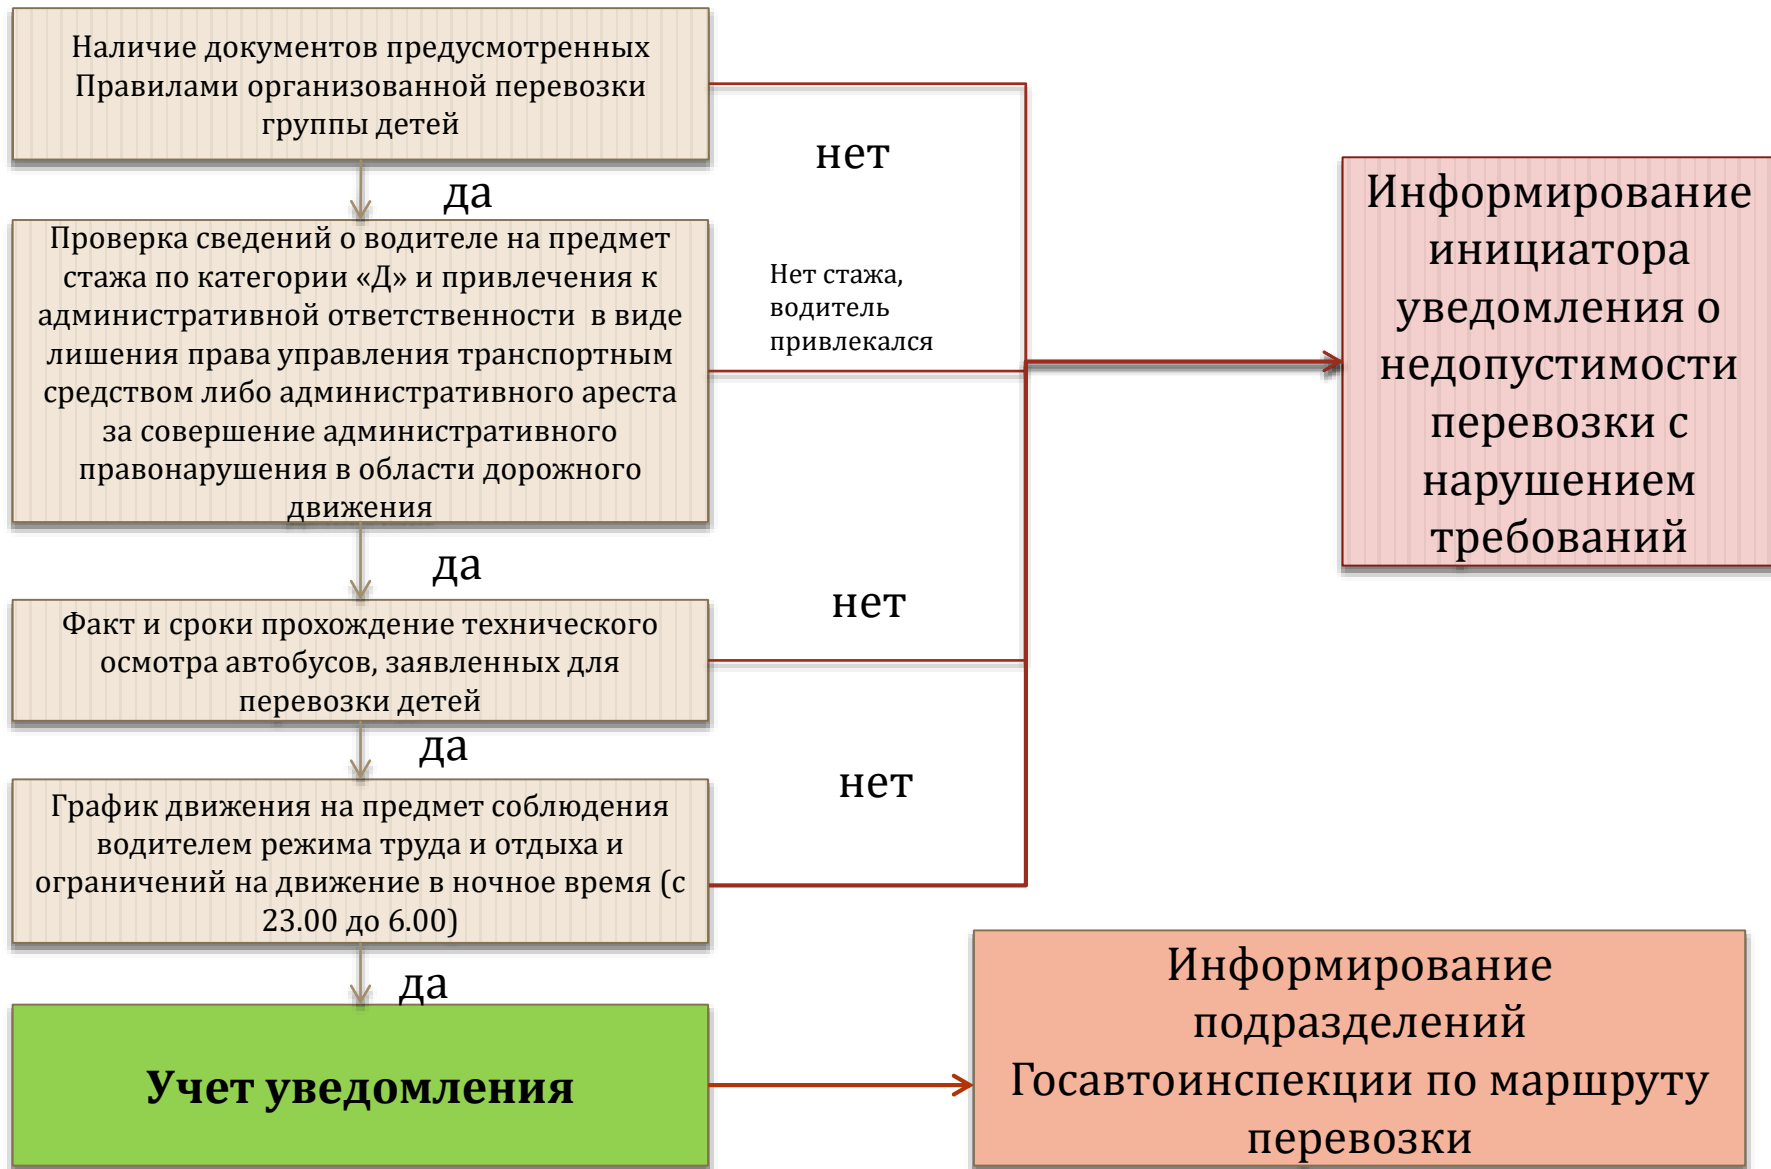 Наличие документов предусмотренных
Правилами организованной перевозки
группы детей
нет
да
Проверка сведений о водителе на предмет
стажа по категории «Д» и привлечения к
административной ответственности в виде
лишения права управления транспортным
средством либо административного ареста
за совершение административного
правонарушения в области дорожного
движения
Нет стажа,
водитель
привлекался
Информирование
инициатора
уведомления о
недопустимости
перевозки с
нарушением
требований
да
нет
Факт и сроки прохождение технического
осмотра автобусов, заявленных для
перевозки детей
да
нет
График движения на предмет соблюдения
водителем режима труда и отдыха и
ограничений на движение в ночное время (с
23.00 до 6.00)
да
Учет уведомления
Информирование
подразделений
Госавтоинспекции по маршруту
перевозки